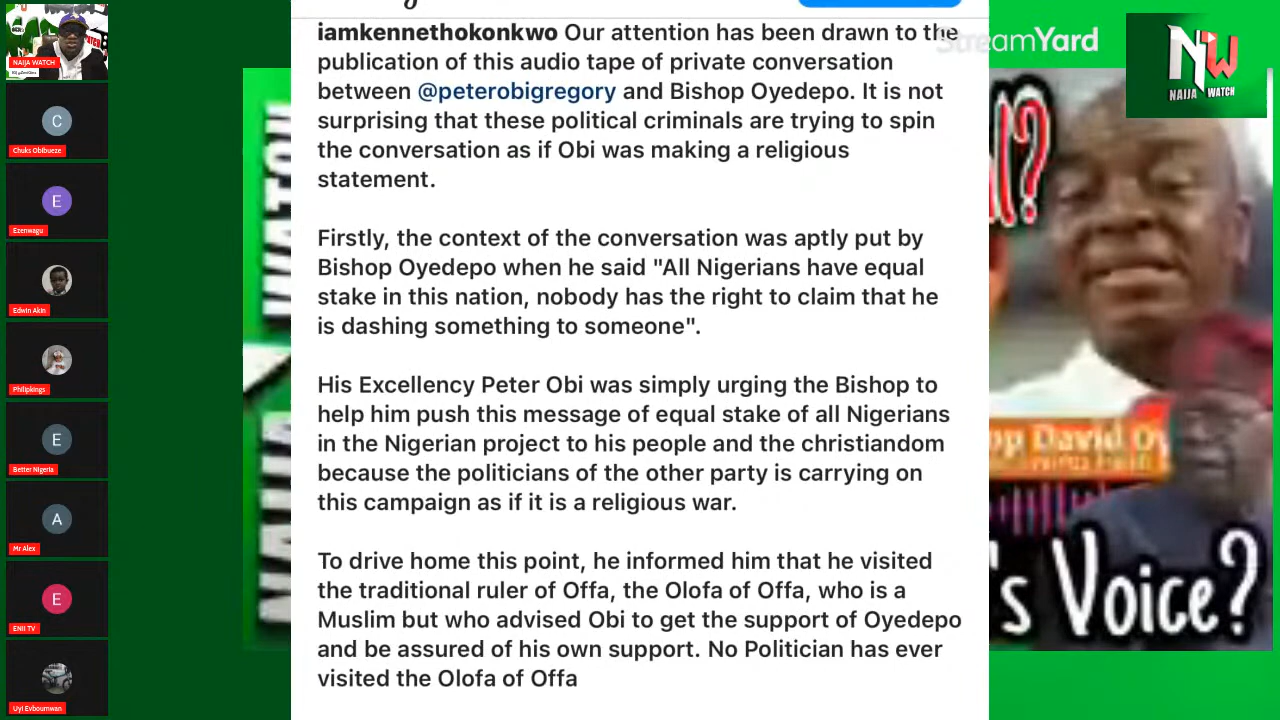 iamkennethokonkwo Our attention has been drawn to the
publication of this audio tape of private conversation
between @peterobigregory and Bishop Oyedepo. It is not
surprising that these political criminals are trying to spin
the conversation as if Obi was making a religious
statement.
Firstly, the context of the conversation was aptly put by
Bishop Oyedepo when he said "All Nigerians have equal
stake in this nation, nobody has the right to claim that he
is dashing something to someone".
His Excellency Peter Obi was simply urging the Bishop to
help him push this message of equal stake of all Nigerians
in the Nigerian project to his people and the christiandom
because the politicians of the other party is carrying on
this campaign as if it is a religious war.
To drive home this point, he informed him that he visited
the traditional ruler of Offa, the Olofa of Offa, who is a
Muslim but who advised Obi to get the support of Oyedepo
and be assured of his own support. No Politician has ever
visited the Olofa of Offa
NAIJA WATCH
C
Chuks Obibueze
E
Ezenwagu
Edwin Akin
Philipkings
E
Better Nigeria
A
Mr Alex
E
ENII TV
Uyi Evboumwan
StreamYard
NW
NAIJA WATCH
op David Oy
's Voice?